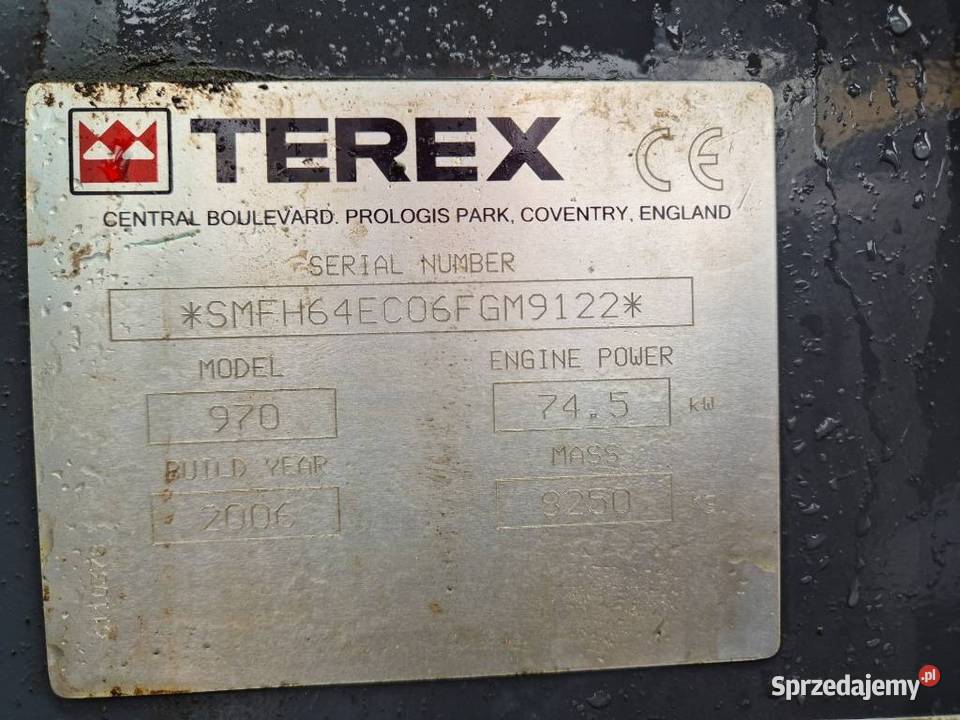 TEREX CE
CENTRAL BOULEVARD. PROLOGIS PARK, COVENTRY, ENGLAND
SERIAL NUMBER
*SMFH64EC06FGM9122*
MODEL
970
ENGINE POWER
74.5 kW
BUILD YEAR
2006
MASS
8250 KG
Sprzedajemy.pl